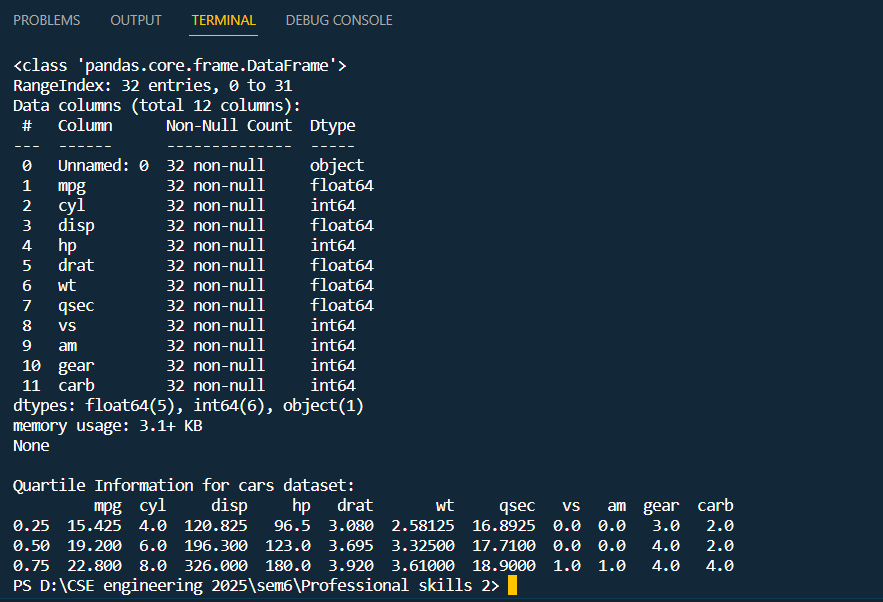 PROBLEMS OUTPUT TERMINAL DEBUG CONSOLE
<class 'pandas.core.frame.DataFrame'>
RangeIndex: 32 entries, 0 to 31
Data columns (total 12 columns):
 #   Column      Non-Null Count  Dtype
---  ------      --------------  -----
 0   Unnamed: 0  32 non-null     object
 1   mpg         32 non-null     float64
 2   cyl         32 non-null     int64
 3   disp        32 non-null     float64
 4   hp          32 non-null     int64
 5   drat        32 non-null     float64
 6   wt          32 non-null     float64
 7   qsec        32 non-null     float64
 8   vs          32 non-null     int64
 9   am          32 non-null     int64
 10  gear        32 non-null     int64
 11  carb        32 non-null     int64
dtypes: float64(5), int64(6), object(1)
memory usage: 3.1+ KB
None
Quartile Information for cars dataset:
         mpg  cyl     disp     hp   drat       wt     qsec   vs   am  gear  carb
0.25  15.425  4.0  120.825   96.5  3.080  2.58125  16.8925  0.0  0.0   3.0   2.0
0.50  19.200  6.0  196.300  123.0  3.695  3.32500  17.7100  0.0  0.0   4.0   2.0
0.75  22.800  8.0  326.000  180.0  3.920  3.61000  18.9000  1.0  1.0   4.0   4.0
PS D:\CSE engineering 2025\sem6\Professional skills 2>